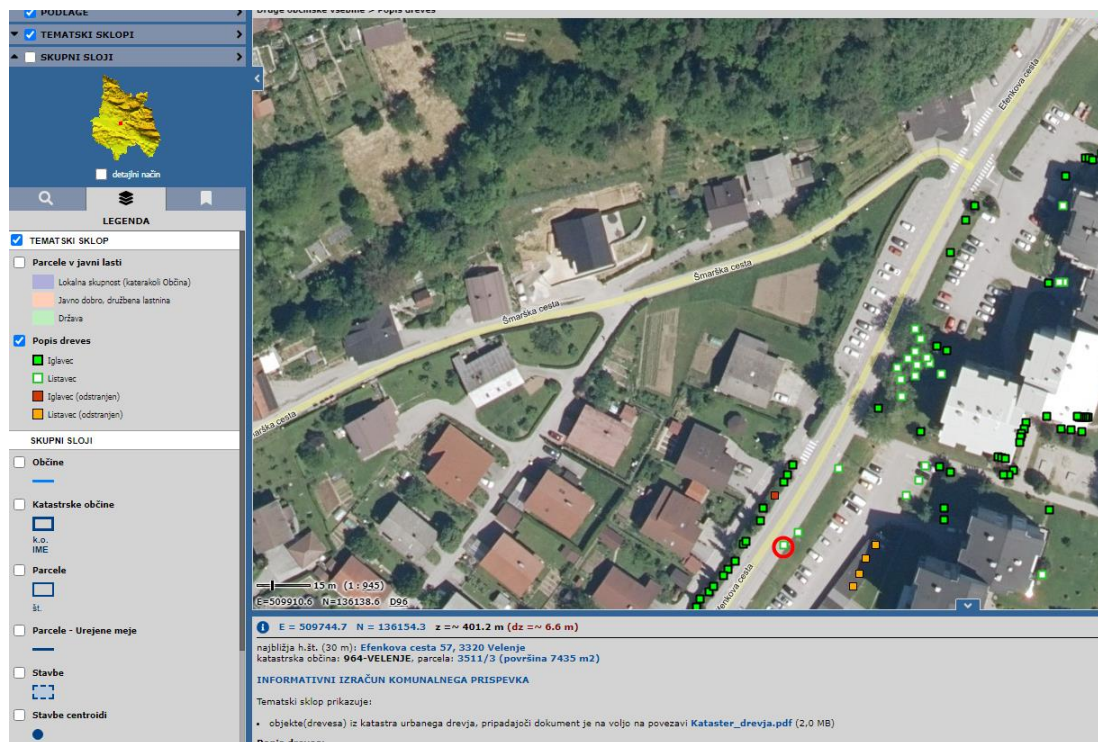 PODLAGE
TEMATSKI SKLOPI
SKUPNI SLOJI
detajlni način
LEGENDA
TEMATSKI SKLOP
Parcele v javni lasti
Lokalna skupnost (katerakoli Občina)
Javno dobro, družbena lastnina
Država
Popis dreves
Iglavec
Listavec
Iglavec (odstranjen)
Listavec (odstranjen)
SKUPNI SLOJI
Občine
Katastrske občine
k.o.
IME
Parcele
št.
Parcele - Urejene meje
Stavbe
Stavbe centroidi
Druge občinske vsebine > Popis dreves
Efenkova cesta
Šmarška cesta
Šmarška cesta
Šmarška cesta
Efenkova cesta
15 m (1 : 945)
E=509910.6 N=136138.6 D96
E = 509744.7 N = 136154.3 z =~ 401.2 m (dz =~ 6.6 m)
najbližja h.št. (30 m): Efenkova cesta 57, 3320 Velenje
katastrska občina: 964-VELENJE, parcela: 3511/3 (površina 7435 m2)
INFORMATIVNI IZRAČUN KOMUNALNEGA PRISPEVKA
Tematski sklop prikazuje:
• objekte(drevesa) iz katastra urbanega drevja, pripadajoči dokument je na voljo na povezavi Kataster_drevja.pdf (2,0 MB)
Popis dreves: